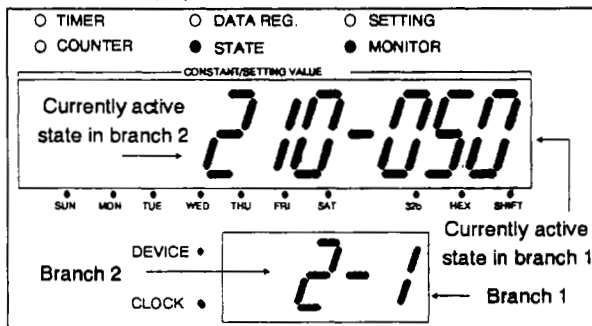 ○ TIMER ○ DATA REG. ○ SETTING
○ COUNTER ● STATE ● MONITOR
CONSTANT/SETTING VALUE
Currently active
state in branch 2
210-050
SUN MON TUE WED THU FRI SAT 32b HEX SHIFT
Currently active
state in branch 1
DEVICE
Branch 2
2-1
Branch 1
CLOCK